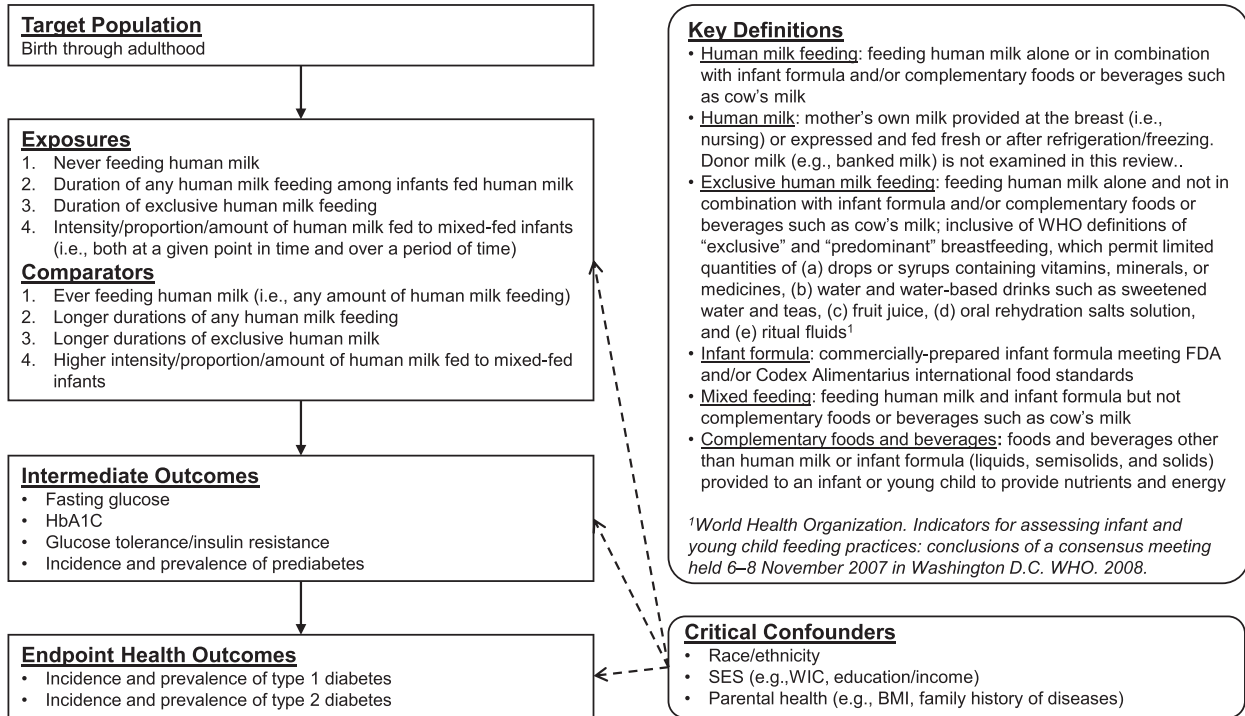 Target Population
Birth through adulthood
Exposures
1. Never feeding human milk
2. Duration of any human milk feeding among infants fed human milk
3. Duration of exclusive human milk feeding
4. Intensity/proportion/amount of human milk fed to mixed-fed infants
(i.e., both at a given point in time and over a period of time)
Comparators
1. Ever feeding human milk (i.e., any amount of human milk feeding)
2. Longer durations of any human milk feeding
3. Longer durations of exclusive human milk
4. Higher intensity/proportion/amount of human milk fed to mixed-fed
infants
Intermediate Outcomes
• Fasting glucose
• HbA1C
• Glucose tolerance/insulin resistance
• Incidence and prevalence of prediabetes
Endpoint Health Outcomes
• Incidence and prevalence of type 1 diabetes
• Incidence and prevalence of type 2 diabetes
Key Definitions
• Human milk feeding: feeding human milk alone or in combination
with infant formula and/or complementary foods or beverages such
as cow's milk
• Human milk: mother's own milk provided at the breast (i.e.,
nursing) or expressed and fed fresh or after refrigeration/freezing.
Donor milk (e.g., banked milk) is not examined in this review..
• Exclusive human milk feeding: feeding human milk alone and not in
combination with infant formula and/or complementary foods or
beverages such as cow's milk; inclusive of WHO definitions of
“exclusive” and “predominant” breastfeeding, which permit limited
quantities of (a) drops or syrups containing vitamins, minerals, or
medicines, (b) water and water-based drinks such as sweetened
water and teas, (c) fruit juice, (d) oral rehydration salts solution,
and (e) ritual fluids¹
• Infant formula: commercially-prepared infant formula meeting FDA
and/or Codex Alimentarius international food standards
• Mixed feeding: feeding human milk and infant formula but not
complementary foods or beverages such as cow's milk
• Complementary foods and beverages: foods and beverages other
than human milk or infant formula (liquids, semisolids, and solids)
provided to an infant or young child to provide nutrients and energy
¹World Health Organization. Indicators for assessing infant and
young child feeding practices: conclusions of a consensus meeting
held 6–8 November 2007 in Washington D.C. WHO. 2008.
Critical Confounders
• Race/ethnicity
• SES (e.g.,WIC, education/income)
• Parental health (e.g., BMI, family history of diseases)